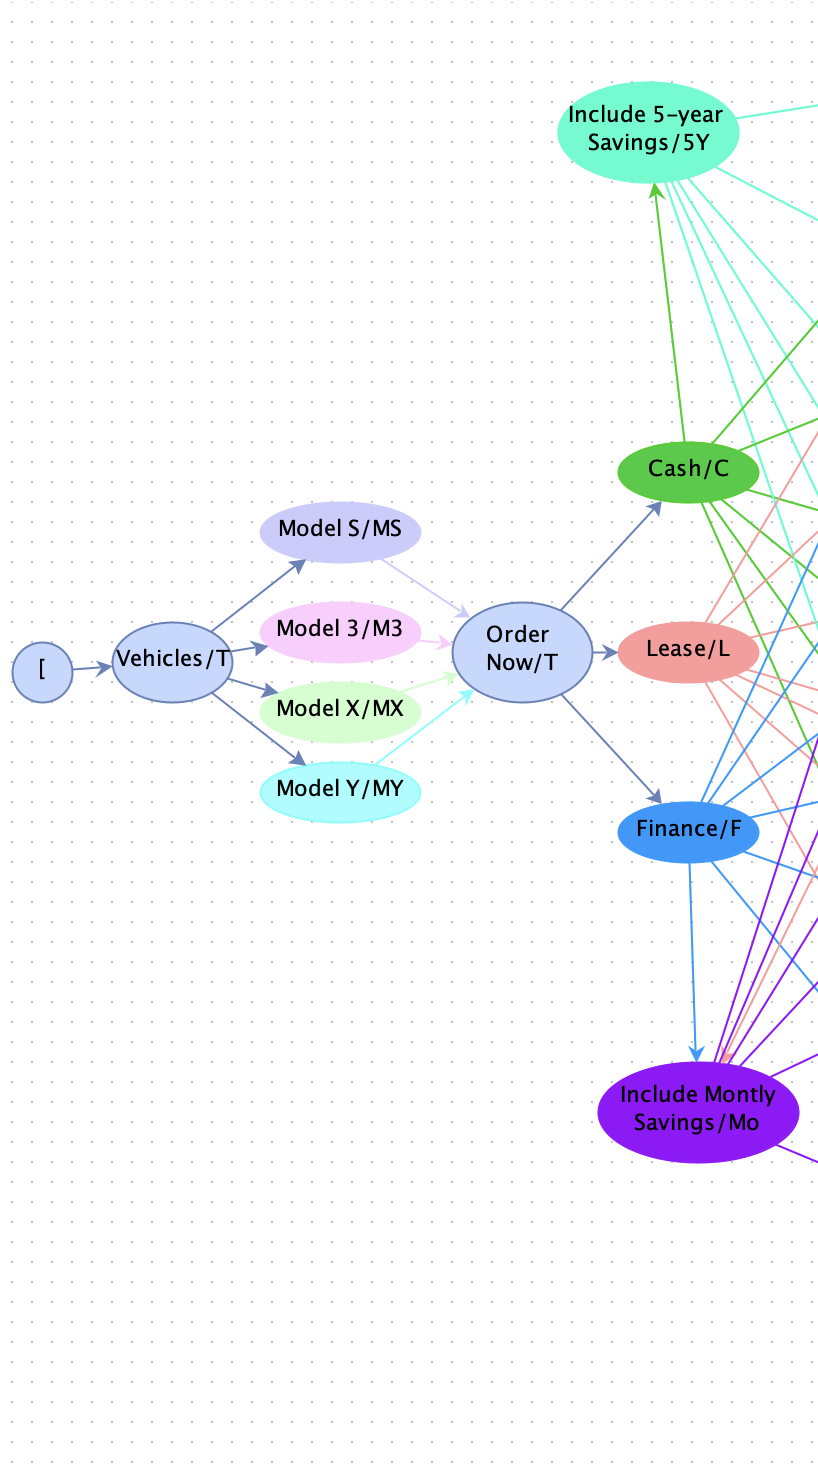 Include 5-year
Savings/5Y
Cash/C
Model S/MS
Model 3/M3
Order
Now/T
Lease/L
[
Vehicles/T
Model X/MX
Model Y/MY
Finance/F
Include Montly
Savings/Mo